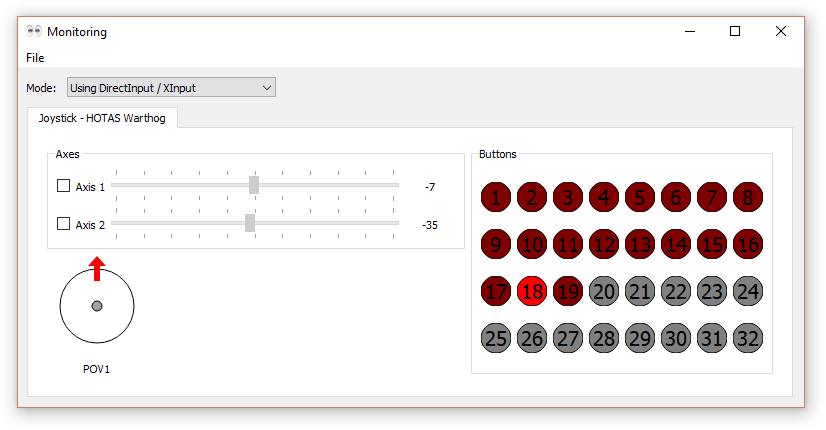 Monitoring
File
Mode: Using DirectInput / XInput
Joystick - HOTAS Warthog
Axes
Axis 1 -7
Axis 2 -35
POV1
Buttons
1 2 3 4 5 6 7 8
9 10 11 12 13 14 15 16
17 18 19 20 21 22 23 24
25 26 27 28 29 30 31 32